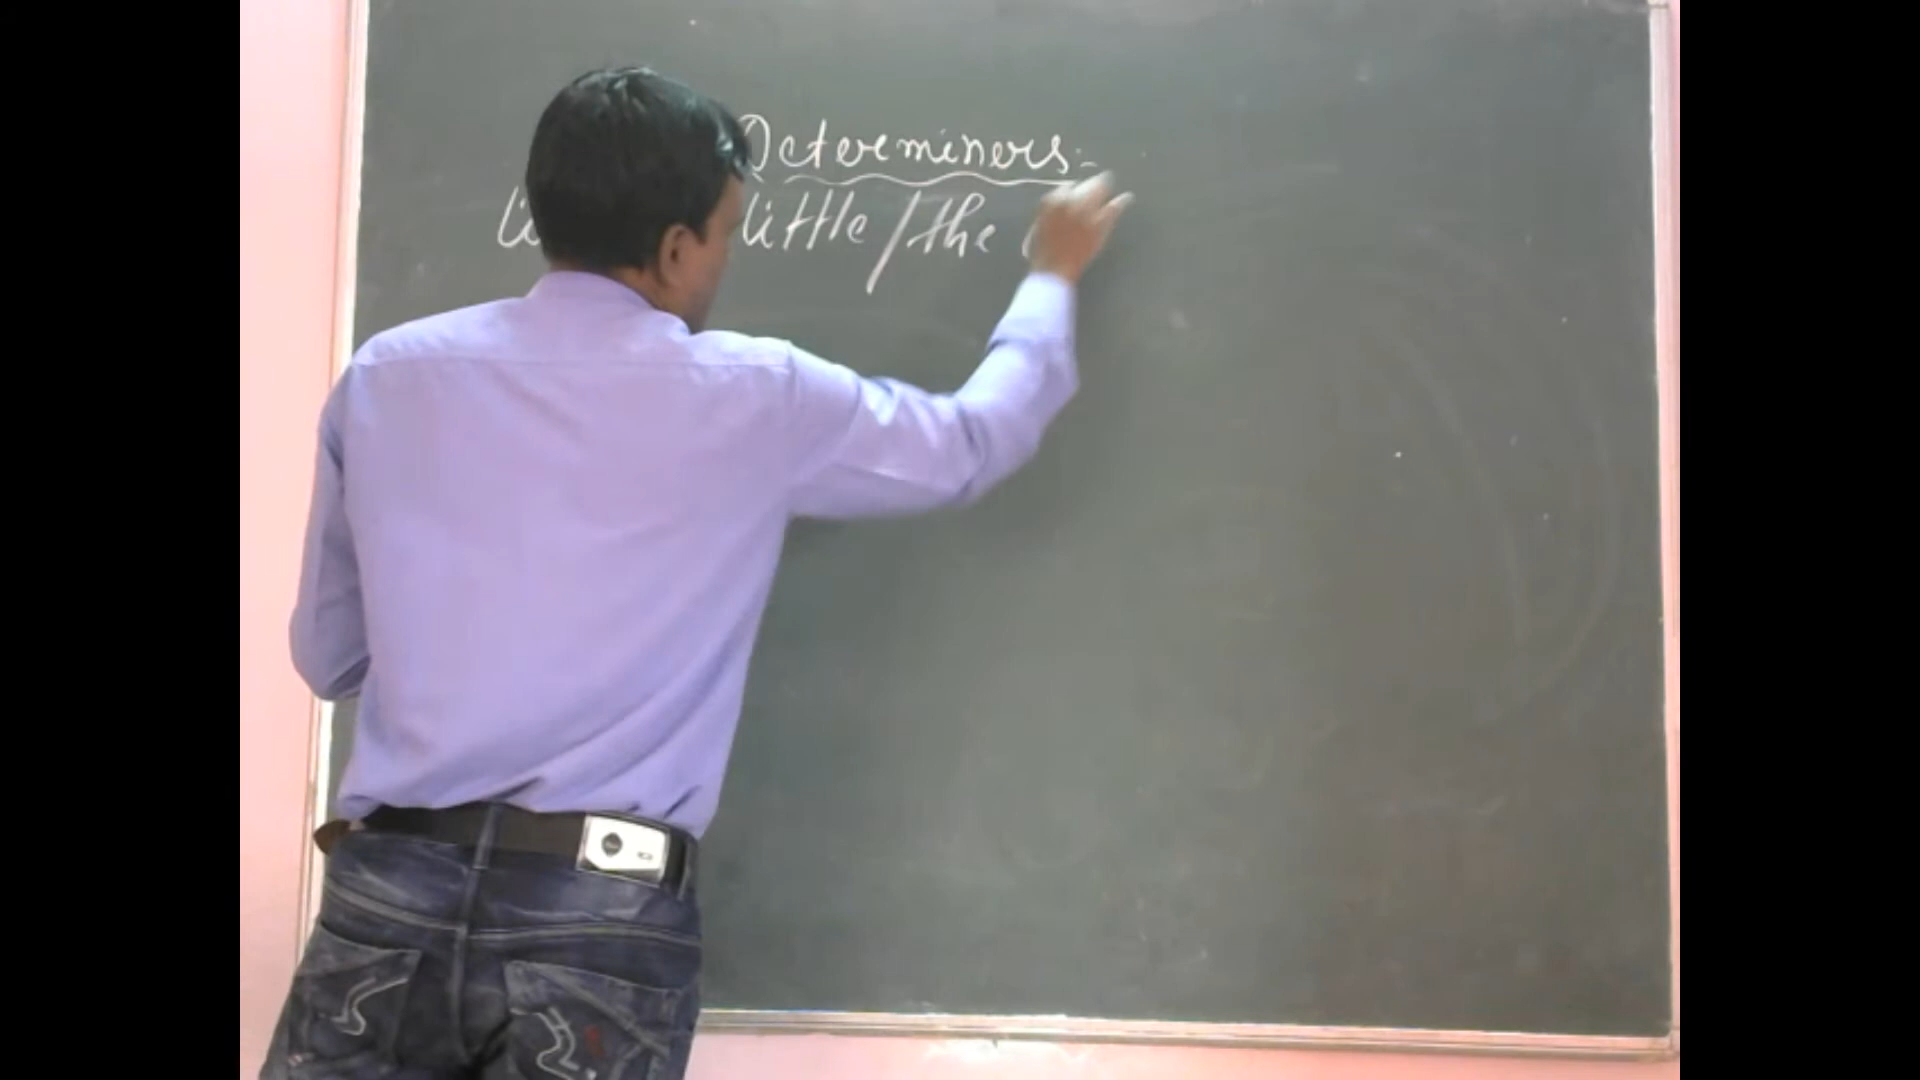 Determiners:-
little / the